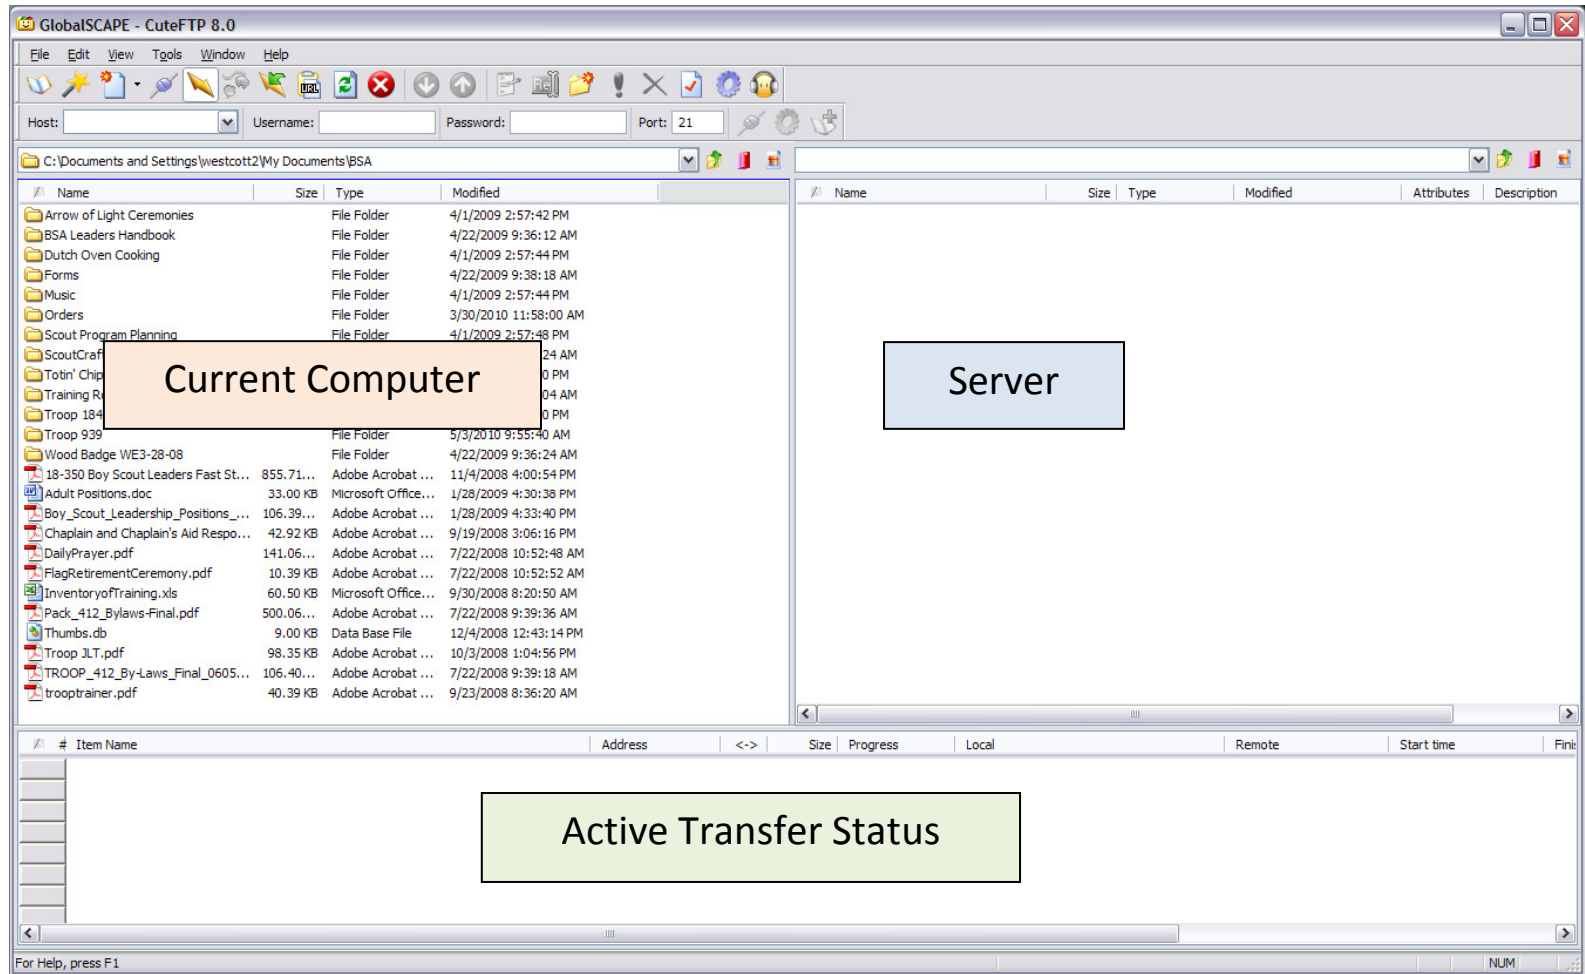 GlobalSCAPE - CuteFTP 8.0
File Edit View Tools Window Help
URL
Host: Username: Password: Port: 21
C:\Documents and Settings\westcott2\My Documents\BSA
Name Size Type Modified Name Size Type Modified Attributes Description
Arrow of Light Ceremonies File Folder 4/1/2009 2:57:42 PM
BSA Leaders Handbook File Folder 4/22/2009 9:36:12 AM
Dutch Oven Cooking File Folder 4/1/2009 2:57:44 PM
Forms File Folder 4/22/2009 9:38:18 AM
Music File Folder 4/1/2009 2:57:44 PM
Orders File Folder 3/30/2010 11:58:00 AM
Scout Program Planning File Folder 4/1/2009 2:57:48 PM
ScoutCraf 24 AM
Totin' Chip 0 PM
Training R 04 AM
Troop 184 0 PM
Current Computer
Server
Troop 939 File Folder 5/3/2010 9:55:40 AM
Wood Badge WE3-28-08 File Folder 4/22/2009 9:36:24 AM
18-350 Boy Scout Leaders Fast St... 855.71... Adobe Acrobat ... 11/4/2008 4:00:54 PM
Adult Positions.doc 33.00 KB Microsoft Office... 1/28/2009 4:30:38 PM
Boy_Scout_Leadership_Positions_... 106.39... Adobe Acrobat ... 1/28/2009 4:33:40 PM
Chaplain and Chaplain's Aid Respo... 42.92 KB Adobe Acrobat ... 9/19/2008 3:06:16 PM
DailyPrayer.pdf 141.06... Adobe Acrobat ... 7/22/2008 10:52:48 AM
FlagRetirementCeremony.pdf 10.39 KB Adobe Acrobat ... 7/22/2008 10:52:52 AM
InventoryofTraining.xls 60.50 KB Microsoft Office... 9/30/2008 8:20:50 AM
Pack_412_Bylaws-Final.pdf 500.06... Adobe Acrobat ... 7/22/2008 9:39:36 AM
Thumbs.db 9.00 KB Data Base File 12/4/2008 12:43:14 PM
Troop JLT.pdf 98.35 KB Adobe Acrobat ... 10/3/2008 1:04:56 PM
TROOP_412_By-Laws_Final_0605... 106.40... Adobe Acrobat ... 7/22/2008 9:39:18 AM
trooptrainer.pdf 40.39 KB Adobe Acrobat ... 9/23/2008 8:36:20 AM
# Item Name Address <-> Size Progress Local Remote Start time Finis
Active Transfer Status
For Help, press F1 NUM